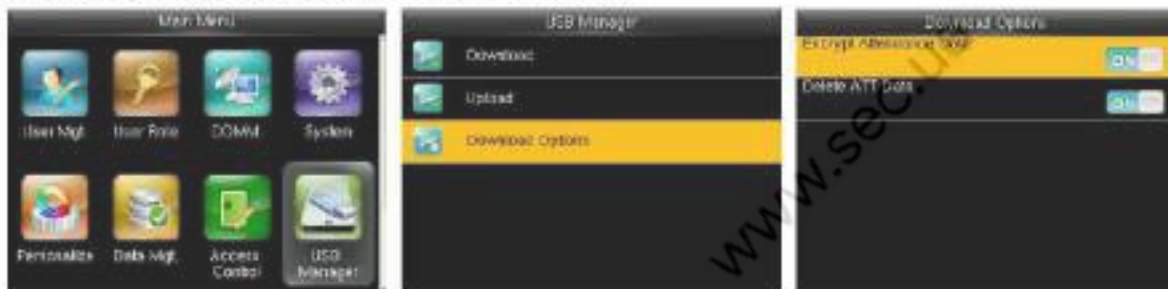 Main Menu
User Mgt.
User Role
COMM.
System
Personalize
Data Mgt.
Access
Control
USB
Manager
USB Manager
Download
Upload
Download Options
Download Options
Encrypt Attendance Data
ON
Delete ATT Data
ON
www.sec.u